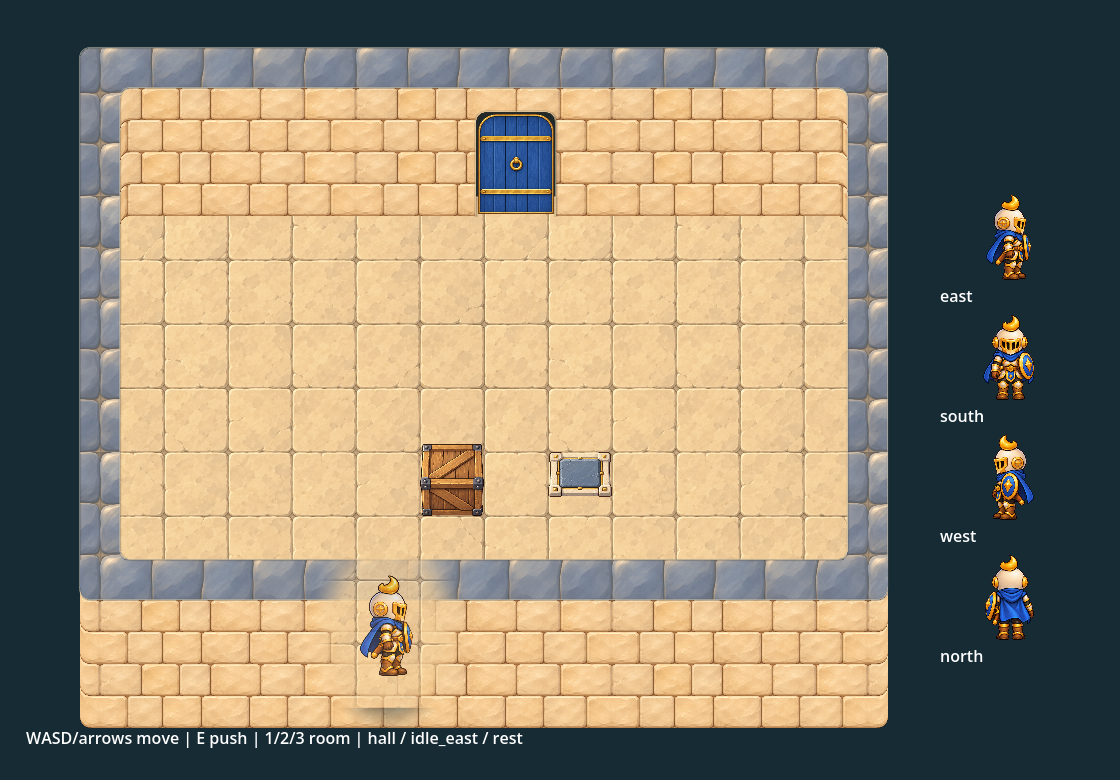 east
south
west
north
WASD/arrows move | E push | 1/2/3 room | hall / idle_east / rest